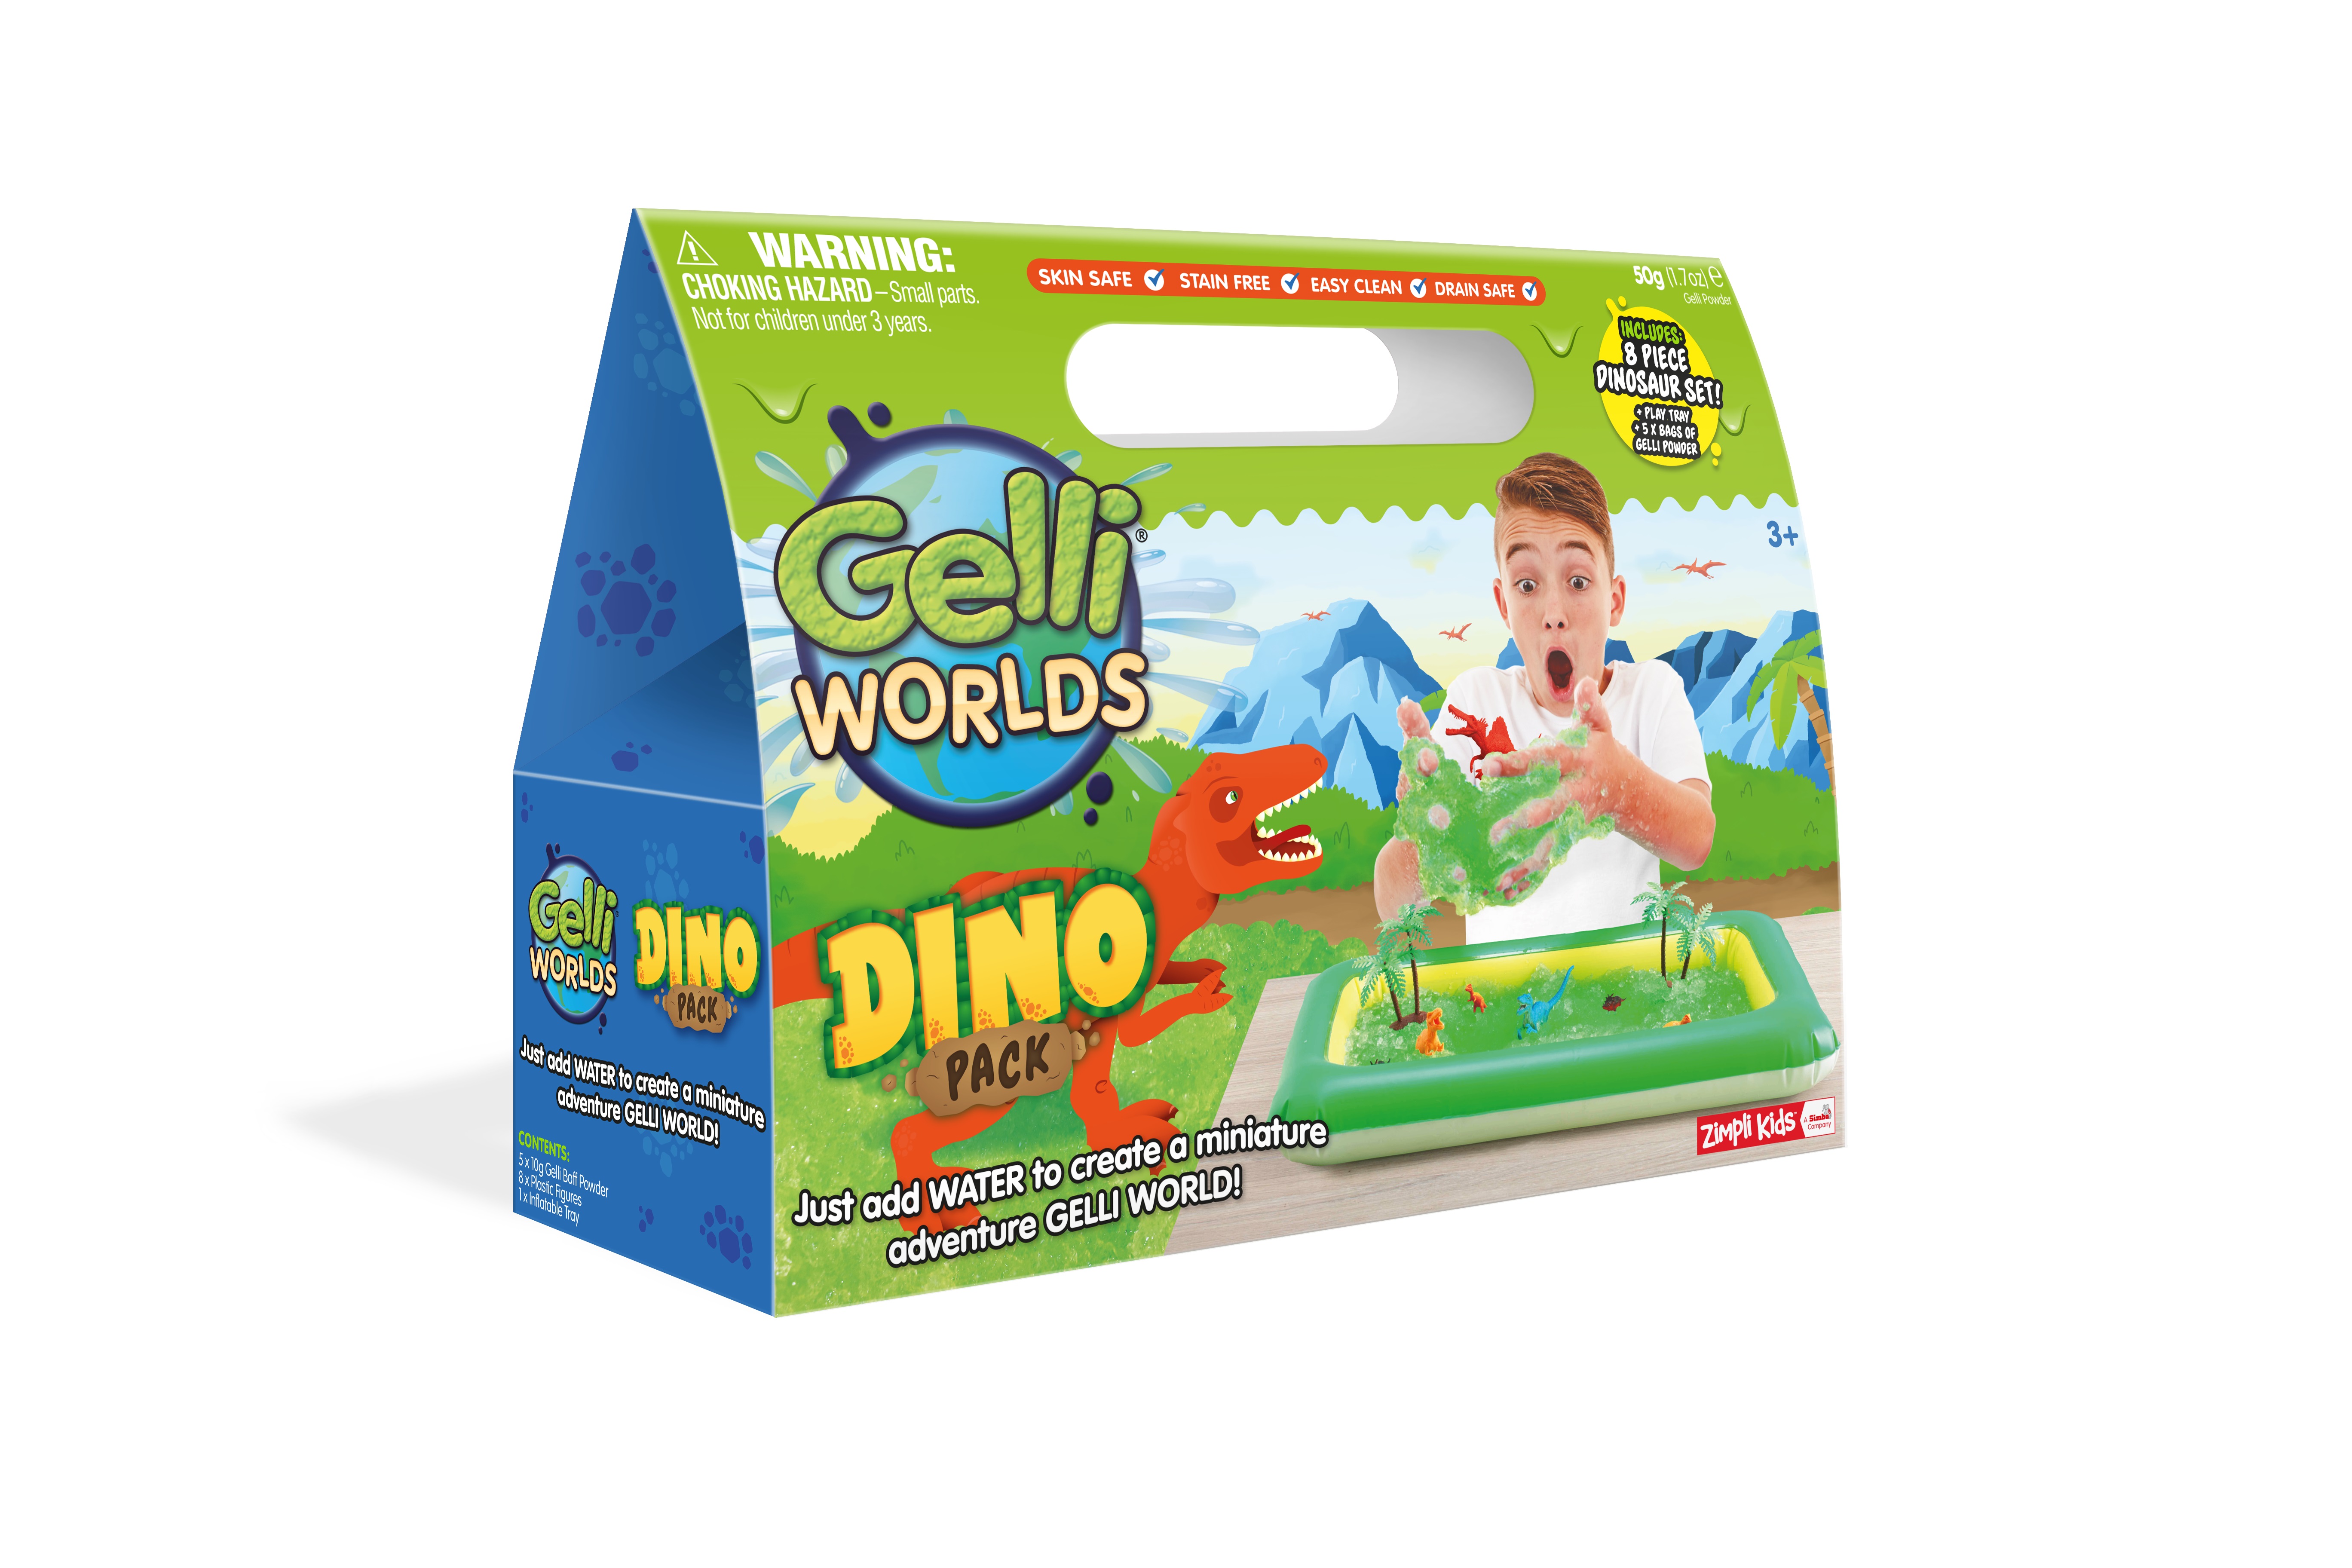 WARNING:
CHOKING HAZARD – Small parts.
Not for children under 3 years.
SKIN SAFE STAIN FREE EASY CLEAN DRAIN SAFE
50g (1.7oz) e
Gelli Powder
INCLUDES:
8 PIECE
DINOSAUR SET!
+ PLAY TRAY
+ 5 X BAGS OF
GELLI POWDER
3+
Gelli®
WORLDS
DINO
PACK
Just add WATER to create a miniature
adventure GELLI WORLD!
Zimpli Kids™
A Simba
Company
Gelli
WORLDS
DINO
PACK
Just add WATER to create a miniature
adventure GELLI WORLD!
CONTENTS:
5 x 10g Gelli Baff Powder
8 x Plastic Figures
1 x Inflatable Tray